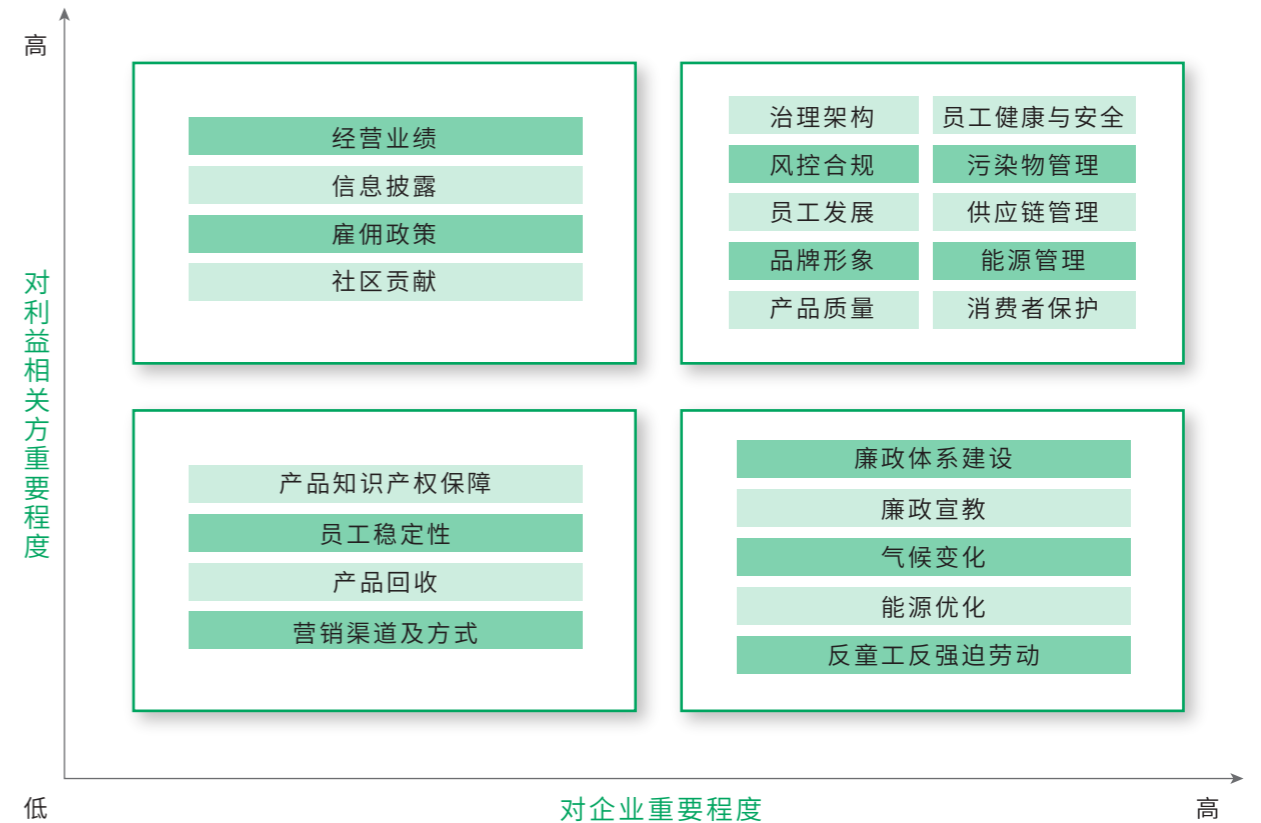 高
对利益相关方重要程度
经营业绩
信息披露
雇佣政策
社区贡献
治理架构
员工健康与安全
风控合规
污染物管理
员工发展
供应链管理
品牌形象
能源管理
产品质量
消费者保护
产品知识产权保障
员工稳定性
产品回收
营销渠道及方式
廉政体系建设
廉政宣教
气候变化
能源优化
反童工反强迫劳动
低
对企业重要程度
高